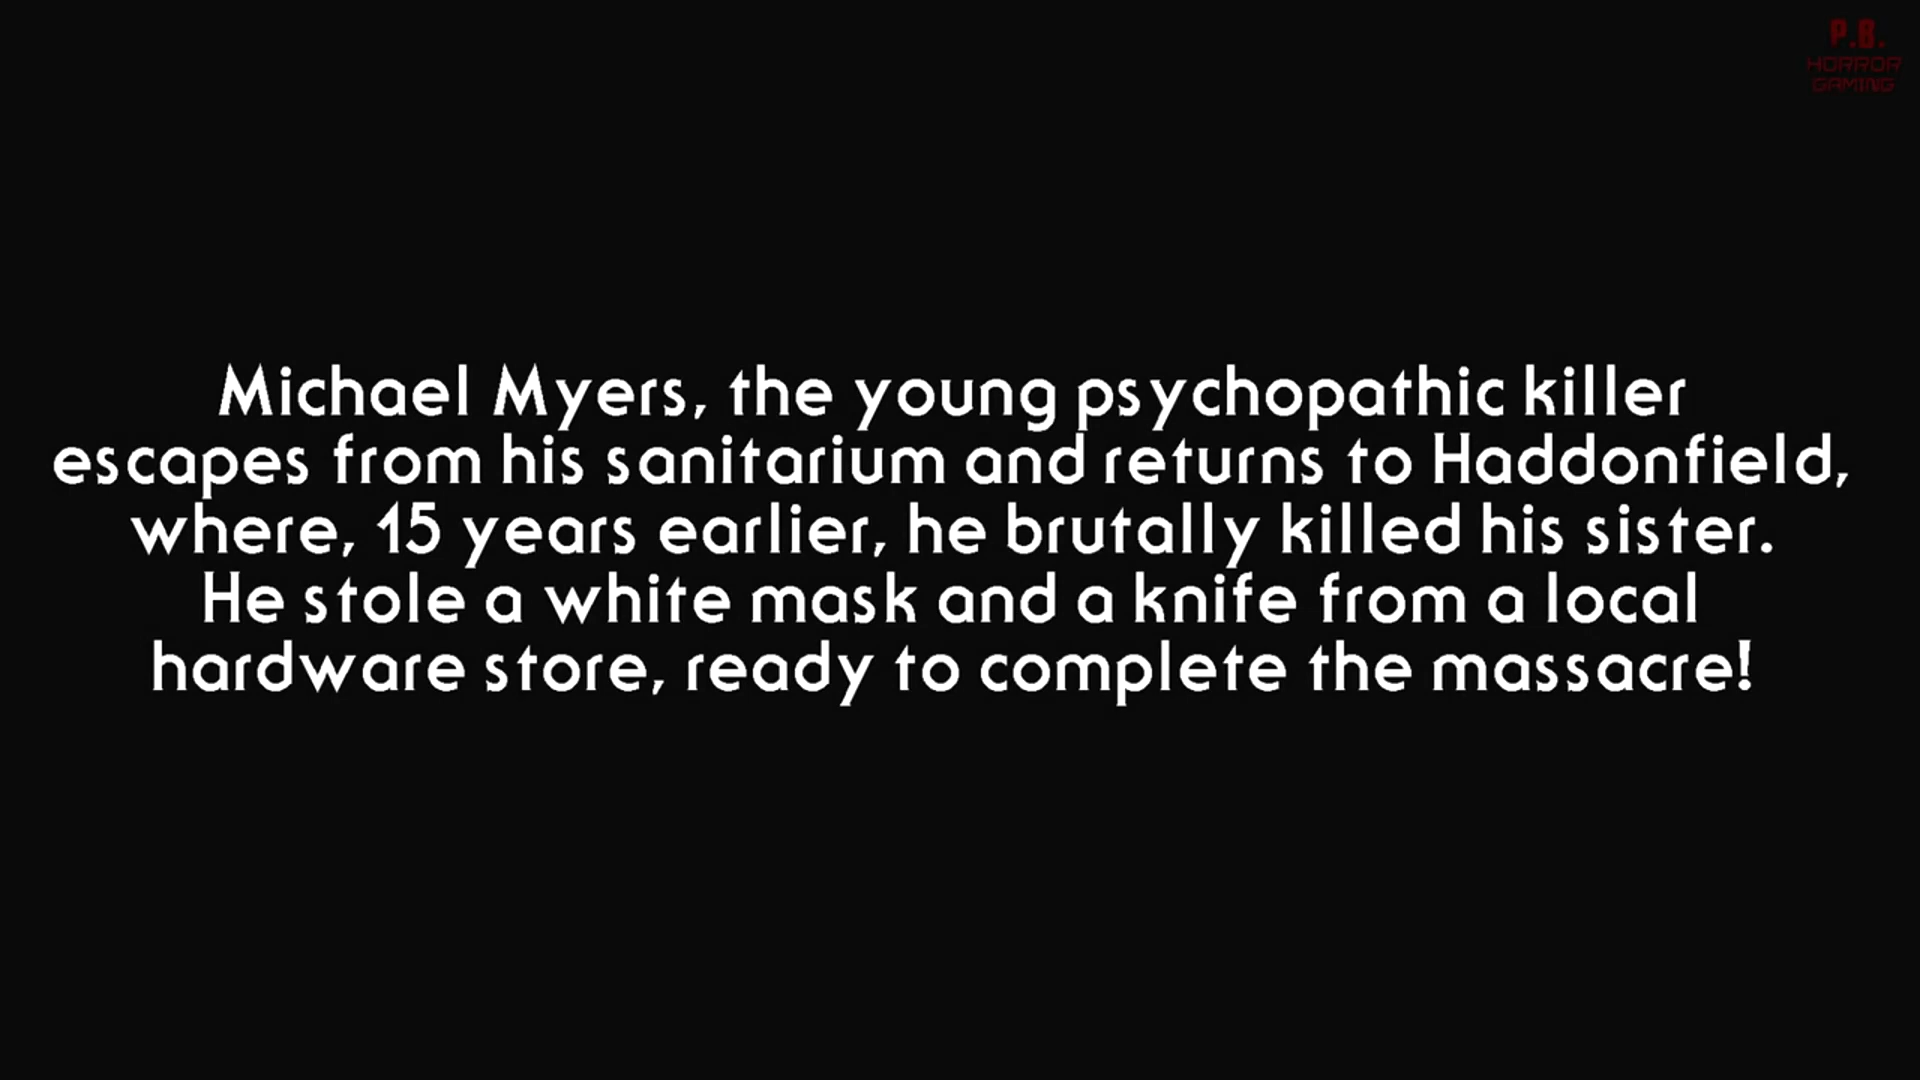 P.B.
HORROR
GAMING
Michael Myers, the young psychopathic killer
escapes from his sanitarium and returns to Haddonfield,
where, 15 years earlier, he brutally killed his sister.
He stole a white mask and a knife from a local
hardware store, ready to complete the massacre!